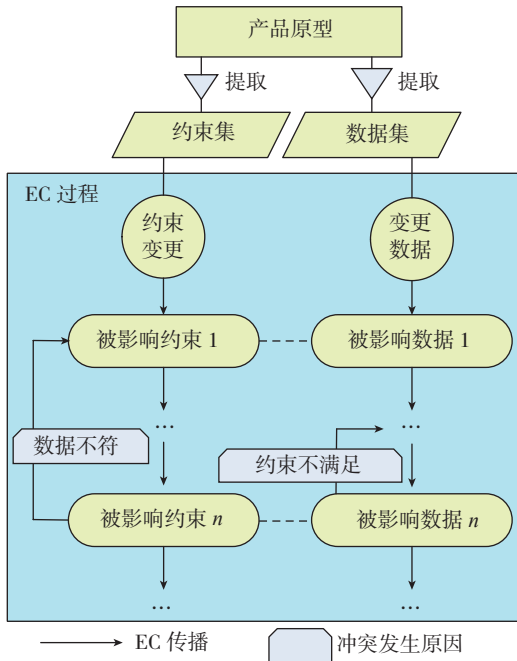 产品原型
提取
提取
约束集
数据集
EC 过程
约束
变更
变更
数据
被影响约束 1
被影响数据 1
…
…
数据不符
约束不满足
被影响约束 n
被影响数据 n
…
…
EC 传播
冲突发生原因